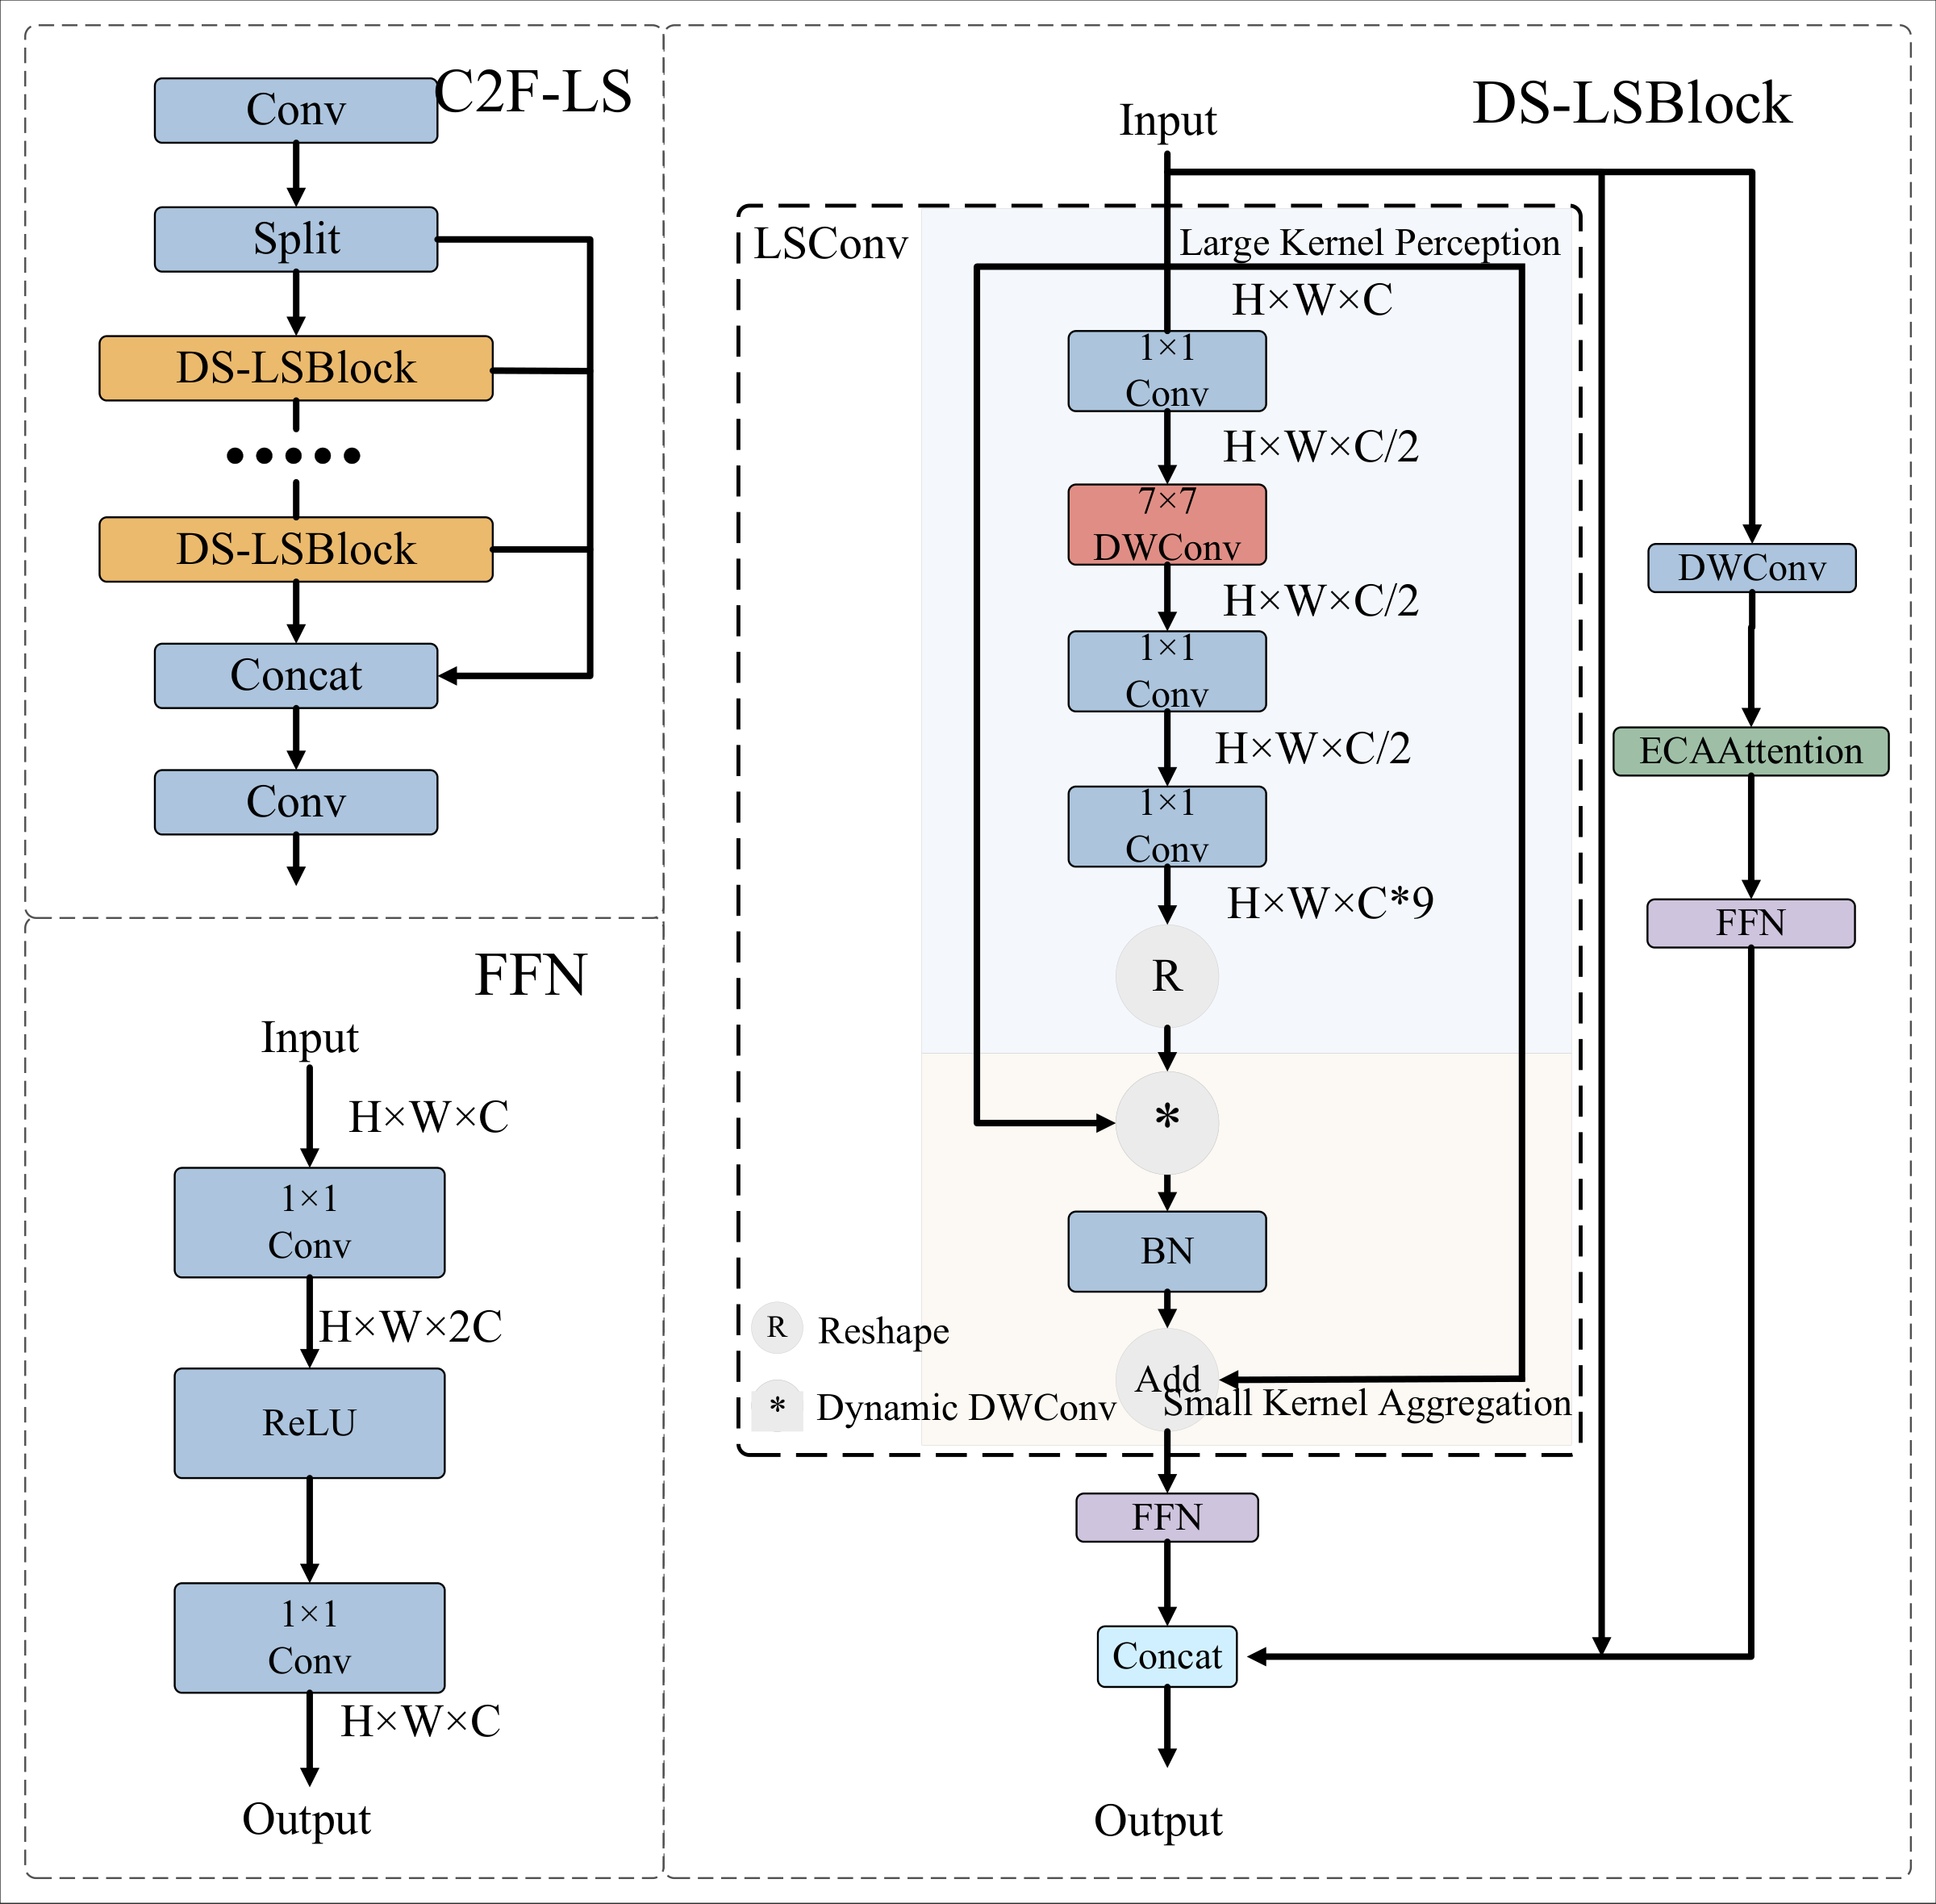 C2F-LS
Conv
Split
DS-LSBlock
DS-LSBlock
Concat
Conv
FFN
Input
H×W×C
1×1
Conv
H×W×2C
ReLU
1×1
Conv
H×W×C
Output
DS-LSBlock
Input
LSConv
Large Kernel Perception
H×W×C
1×1
Conv
H×W×C/2
7×7
DWConv
H×W×C/2
1×1
Conv
H×W×C/2
1×1
Conv
H×W×C*9
R
*
BN
Add
Small Kernel Aggregation
R Reshape
* Dynamic DWConv
FFN
Concat
Output
DWConv
ECAAttention
FFN